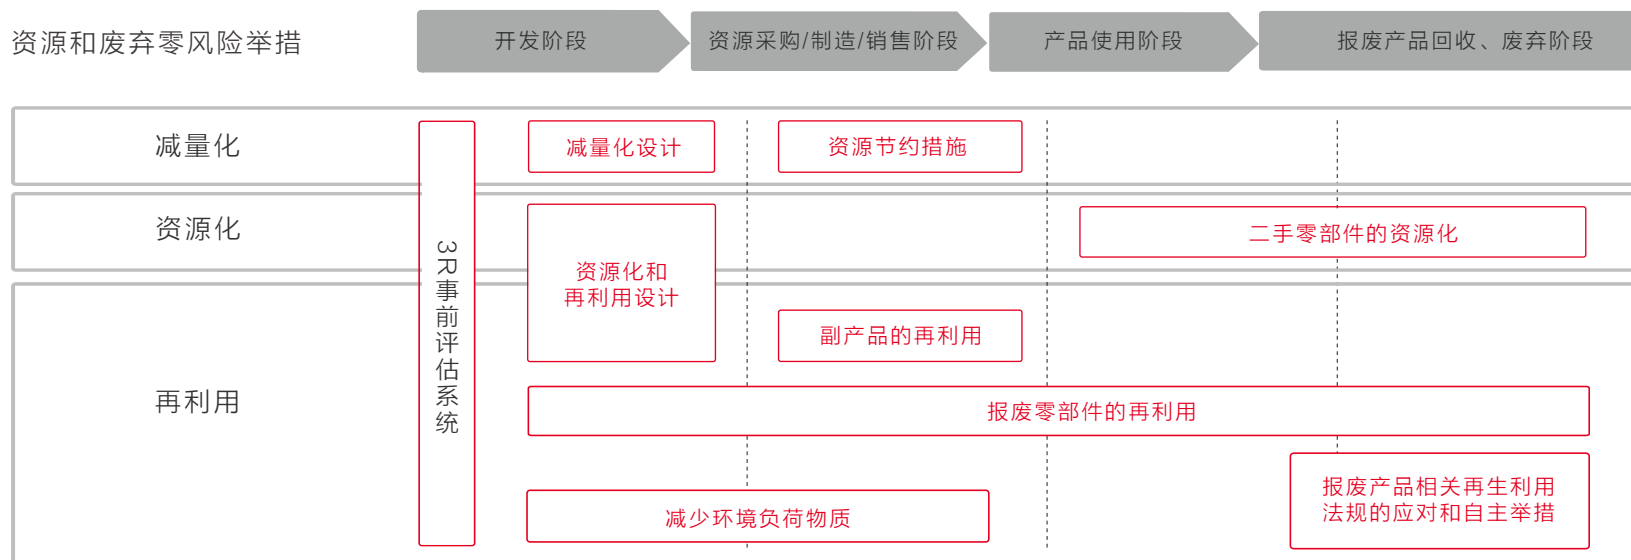 资源和废弃零风险举措
开发阶段
资源采购/制造/销售阶段
产品使用阶段
报废产品回收、废弃阶段
减量化
减量化设计
资源节约措施
资源化
3R事前评估系统
资源化和
再利用设计
二手零部件的资源化
再利用
副产品的再利用
报废零部件的再利用
减少环境负荷物质
报废产品相关再生利用
法规的应对和自主举措